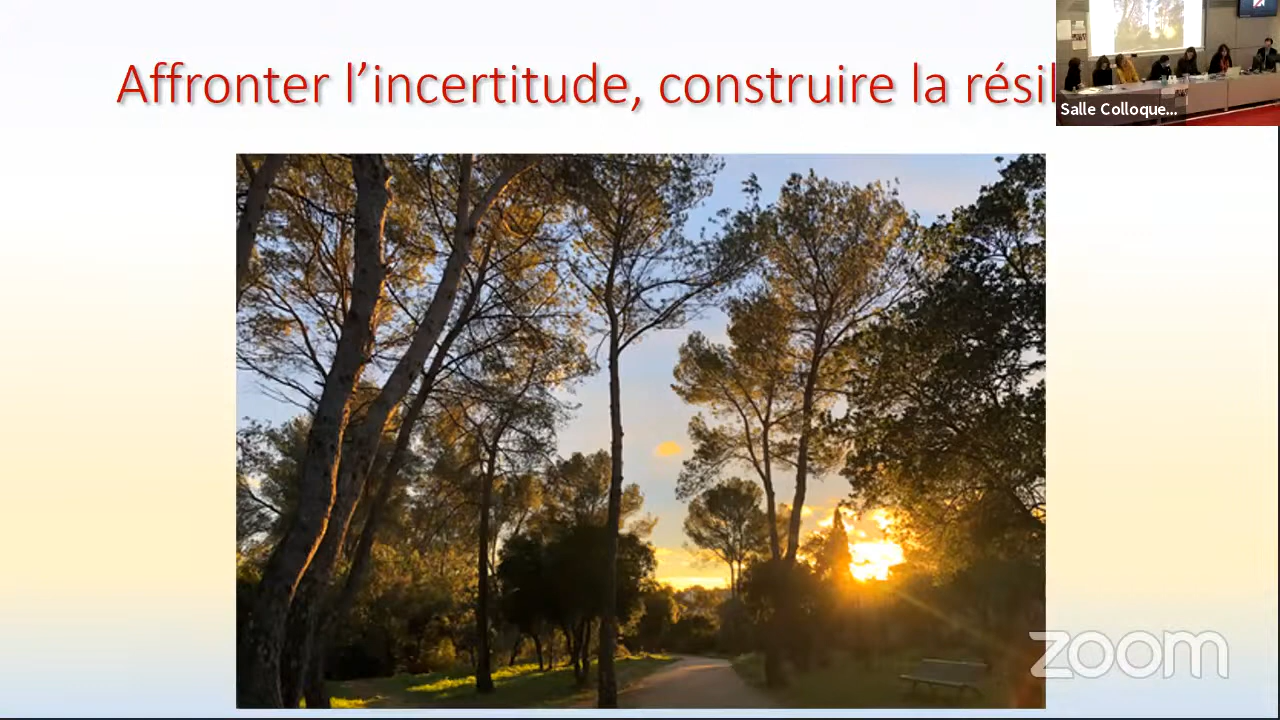 Affronter l’incertitude, construire la résil
Salle Colloque...
zoom